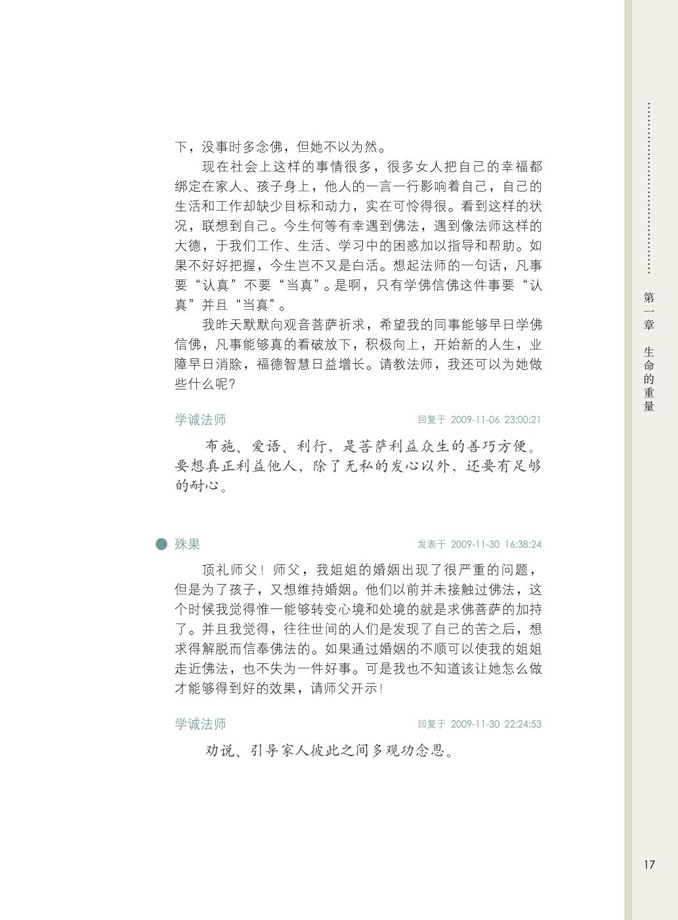 下，没事时多念佛，但她不以为然。
现在社会上这样的事情很多，很多女人把自己的幸福都
绑定在家人、孩子身上，他人的一言一行影响着自己，自己的
生活和工作却缺少目标和动力，实在可怜得很。看到这样的状
况，联想到自己。今生何等有幸遇到佛法，遇到像法师这样的
大德，于我们工作、生活、学习中的困惑加以指导和帮助。如
果不好好把握，今生岂不又是白活。想起法师的一句话，凡事
要“认真”不要“当真”。是啊，只有学佛信佛这件事要“认
真”并且“当真”。
我昨天默默向观音菩萨祈求，希望我的同事能够早日学佛
信佛，凡事能够真的看破放下，积极向上，开始新的人生，业
障早日消除，福德智慧日益增长。请教法师，我还可以为她做
些什么呢？
学诚法师 回复于 2009-11-06 23:00:21
布施、爱语、利行，是菩萨利益众生的善巧方便。
要想真正利益他人，除了无私的发心以外，还要有足够
的耐心。
殊果 发表于 2009-11-30 16:38:24
顶礼师父！师父，我姐姐的婚姻出现了很严重的问题，
但是为了孩子，又想维持婚姻。他们以前并未接触过佛法，这
个时候我觉得惟一能够转变心境和处境的就是求佛菩萨的加持
了。并且我觉得，往往世间的人们是发现了自己的苦之后，想
求得解脱而信奉佛法的。如果通过婚姻的不顺可以使我的姐姐
走近佛法，也不失为一件好事。可是我也不知道该让她怎么做
才能够得到好的效果，请师父开示！
学诚法师 回复于 2009-11-30 22:24:53
劝说、引导家人彼此之间多观功念恩。
第一章 生命的重量
17